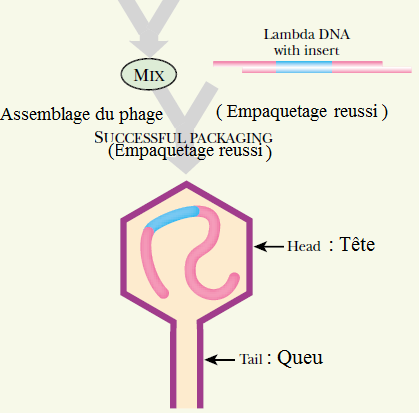 Lambda DNA
with insert
MIX
Assemblage du phage
( Empaquetage reussi )
SUCCESSFUL PACKAGING
(Empaquetage reussi )
Head : Tête
Tail : Queu